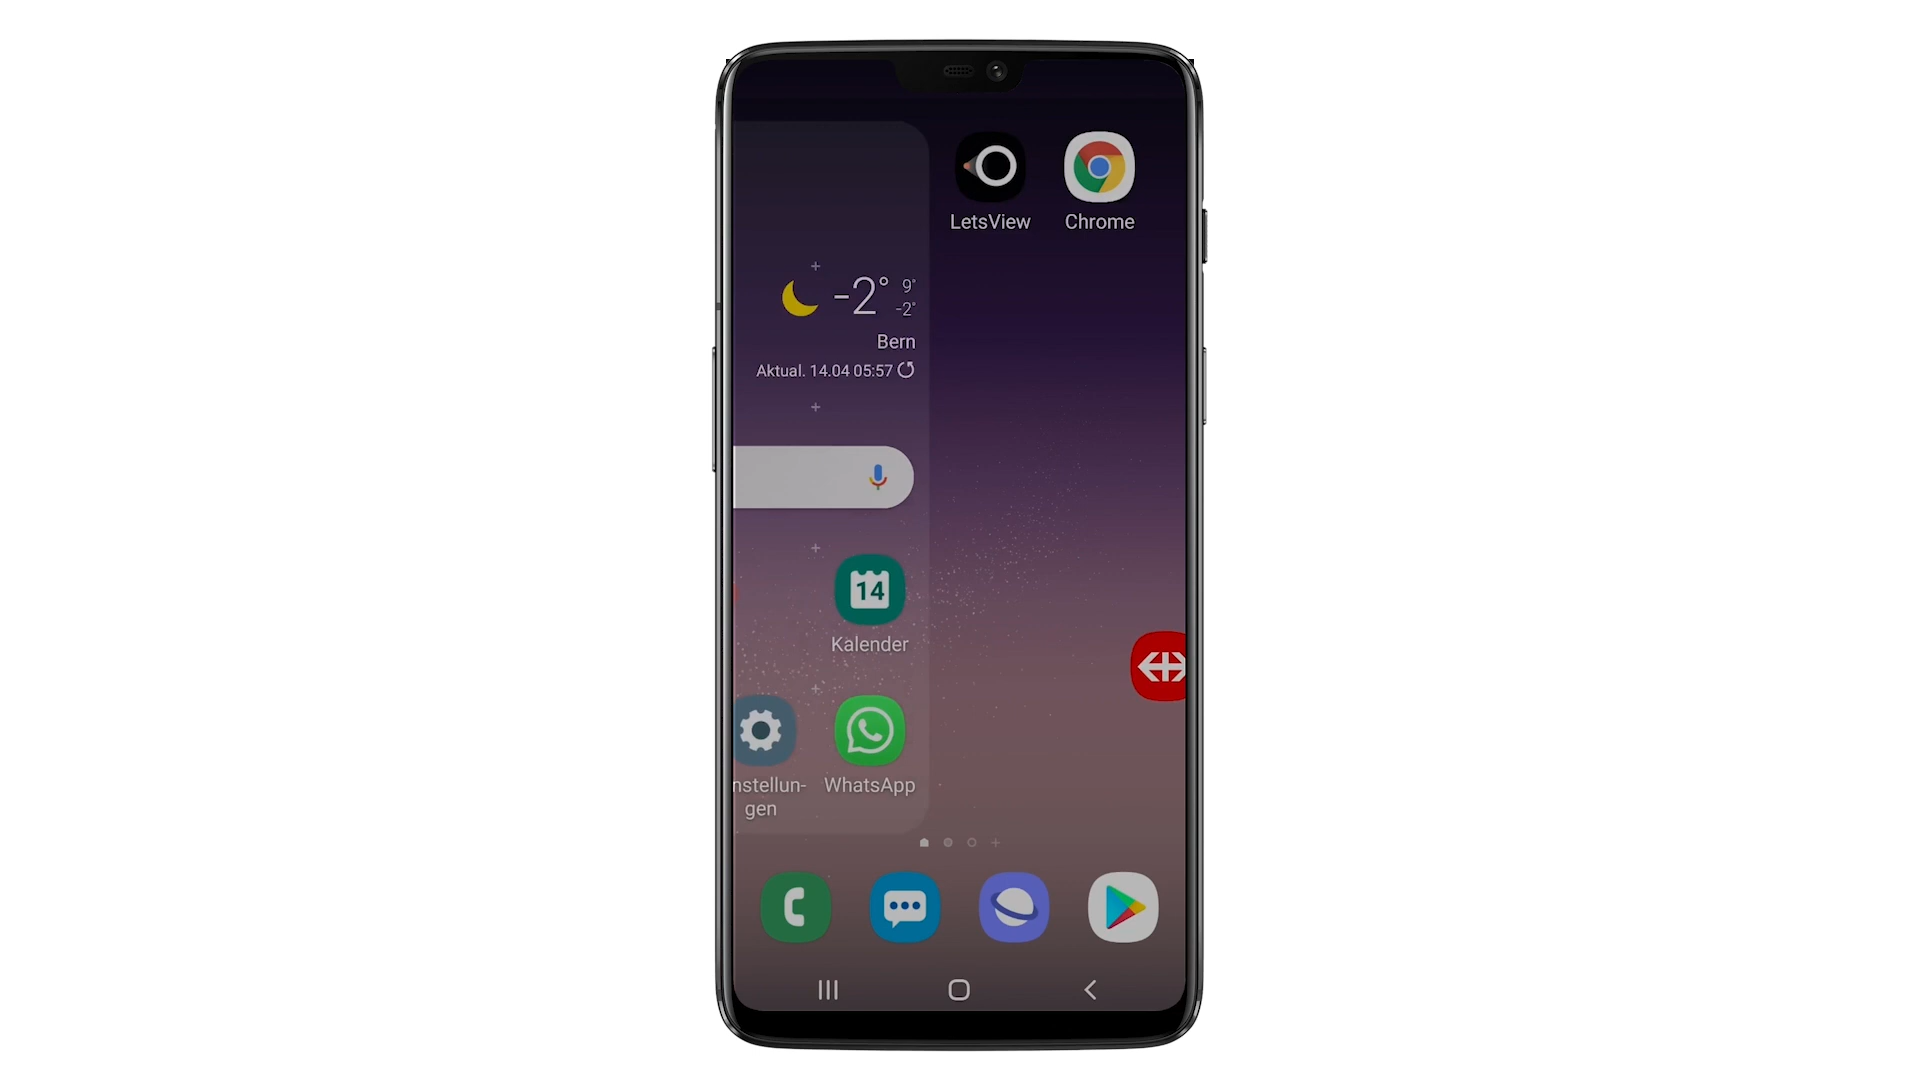 LetsView
Chrome
-2°
9°
-2°
Bern
Aktual. 14.04 05:57
14
Kalender
nstellun-
gen
WhatsApp